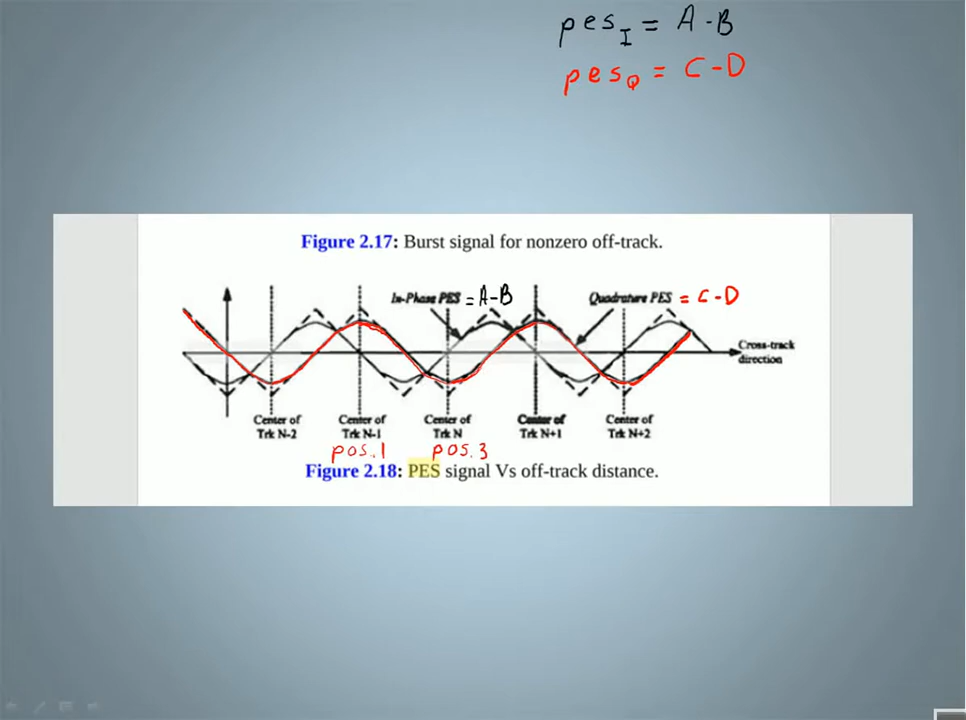 pes_I = A-B
pes_Q = C-D
Figure 2.17: Burst signal for nonzero off-track.
In-Phase PES = A-B
Quadrature PES = C-D
Cross-track
direction
Center of Center of Center of Center of Center of
Trk N-2 Trk N-1 Trk N Trk N+1 Trk N+2
pos.1 pos.3
Figure 2.18: PES signal Vs off-track distance.